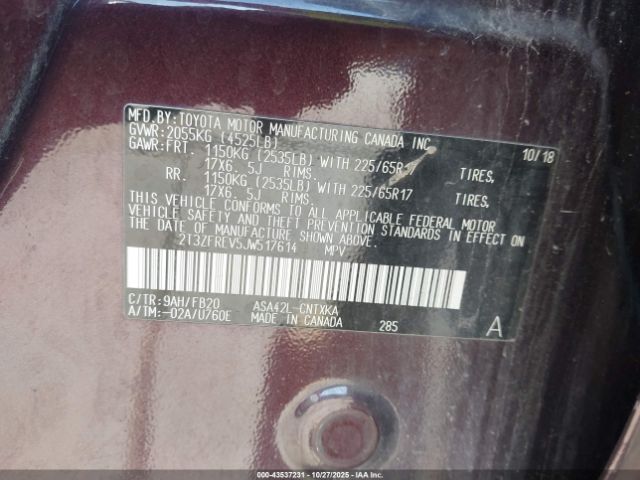 MFD.BY:TOYOTA MOTOR MANUFACTURING CANADA INC 10/18
GVWR:2055KG (4525LB)
GAWR:FRT. 1150KG (2535LB) WITH 225/65R17 TIRES,
17X6. 5J RIMS.
RR. 1150KG (2535LB) WITH 225/65R17 TIRES,
17X6. 5J RIMS.
THIS VEHICLE CONFORMS TO ALL APPLICABLE FEDERAL MOTOR
VEHICLE SAFETY AND THEFT PREVENTION STANDARDS IN EFFECT ON
THE DATE OF MANUFACTURE SHOWN ABOVE.
2T3ZFREV5JW517614 MPV
C/TR:9AH/FB20 ASA42L-CNTXKA
A/TM:-02A/U760E MADE IN CANADA 285 A
000-43537231 - 10/27/2025 - IAAI COPART